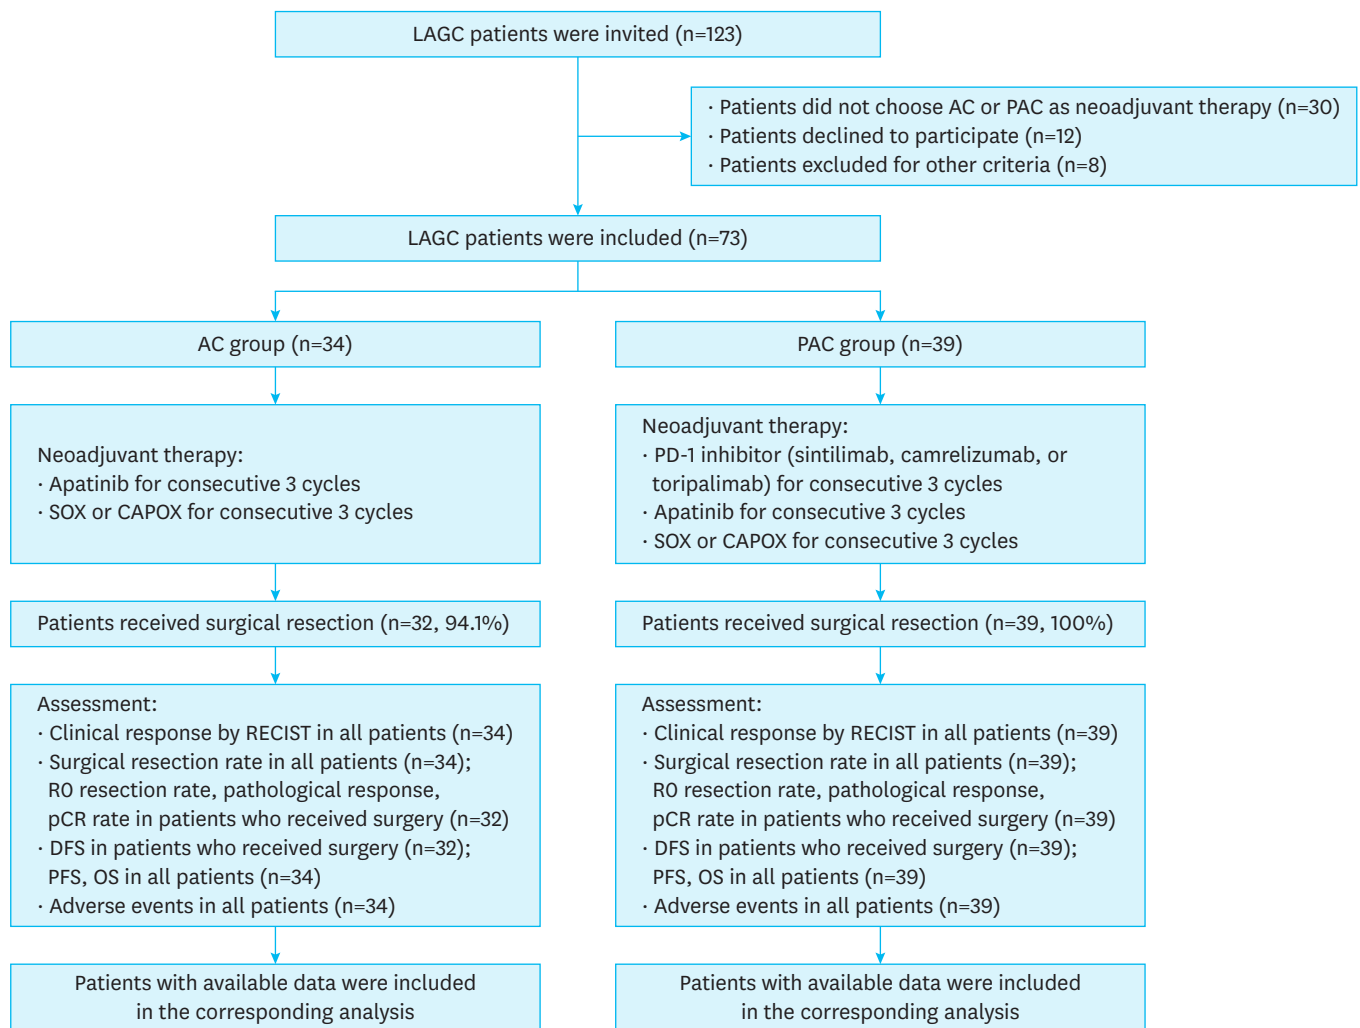 LAGC patients were invited (n=123)
· Patients did not choose AC or PAC as neoadjuvant therapy (n=30)
· Patients declined to participate (n=12)
· Patients excluded for other criteria (n=8)
LAGC patients were included (n=73)
AC group (n=34)
PAC group (n=39)
Neoadjuvant therapy:
· Apatinib for consecutive 3 cycles
· SOX or CAPOX for consecutive 3 cycles
Neoadjuvant therapy:
· PD-1 inhibitor (sintilimab, camrelizumab, or
toripalimab) for consecutive 3 cycles
· Apatinib for consecutive 3 cycles
· SOX or CAPOX for consecutive 3 cycles
Patients received surgical resection (n=32, 94.1%)
Patients received surgical resection (n=39, 100%)
Assessment:
· Clinical response by RECIST in all patients (n=34)
· Surgical resection rate in all patients (n=34);
R0 resection rate, pathological response,
pCR rate in patients who received surgery (n=32)
· DFS in patients who received surgery (n=32);
PFS, OS in all patients (n=34)
· Adverse events in all patients (n=34)
Assessment:
· Clinical response by RECIST in all patients (n=39)
· Surgical resection rate in all patients (n=39);
R0 resection rate, pathological response,
pCR rate in patients who received surgery (n=39)
· DFS in patients who received surgery (n=39);
PFS, OS in all patients (n=39)
· Adverse events in all patients (n=39)
Patients with available data were included
in the corresponding analysis
Patients with available data were included
in the corresponding analysis